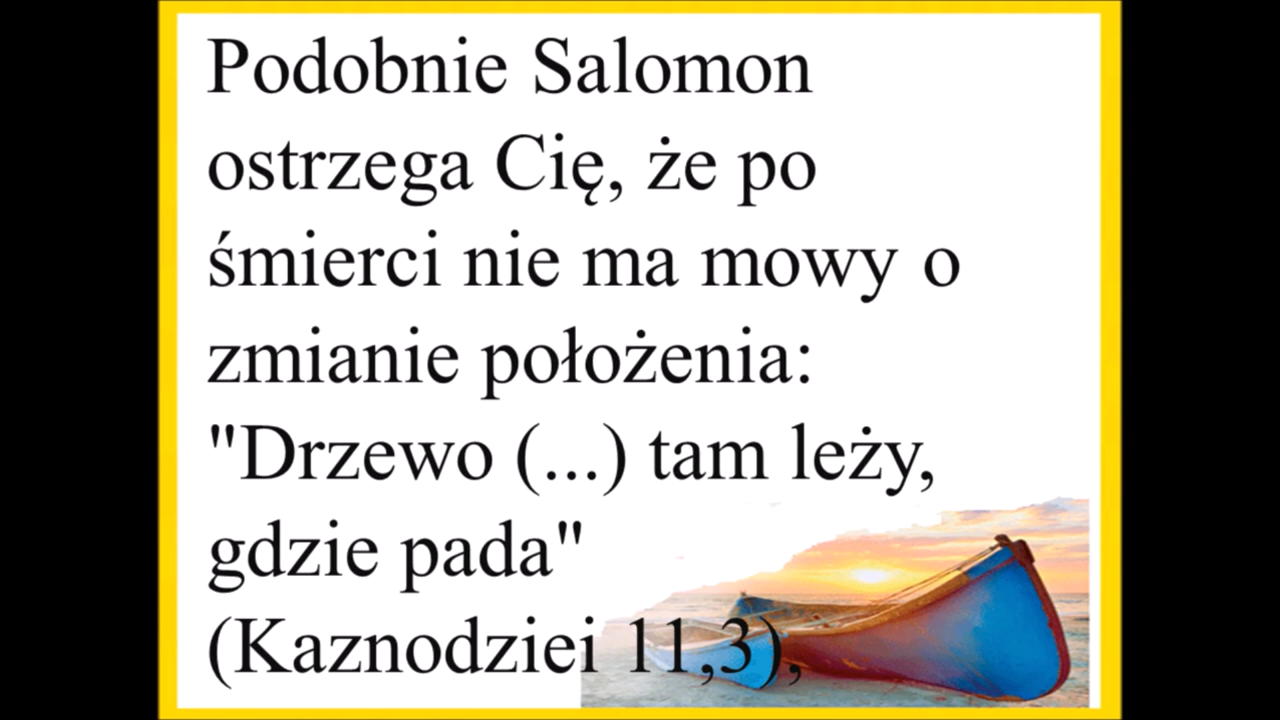 Podobnie Salomon
ostrzega Cię, że po
śmierci nie ma mowy o
zmianie położenia:
"Drzewo (...) tam leży,
gdzie pada"
(Kaznodziei 11,3),